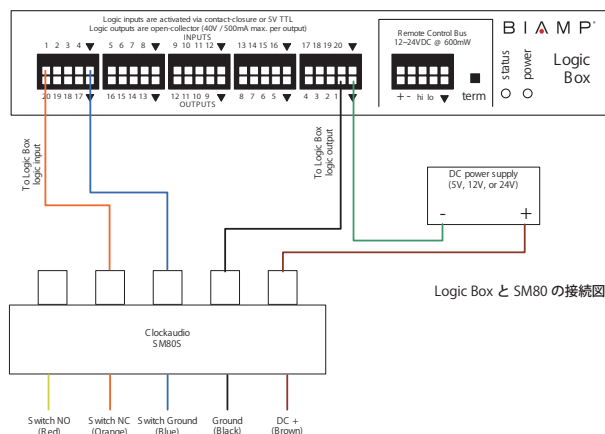 Logic inputs are activated via contact-closure or 5V TTL
Logic outputs are open-collector (40V / 500mA max. per output)
INPUTS
1 2 3 4 ▼ 5 6 7 8 ▼ 9 10 11 12 ▼ 13 14 15 16 ▼ 17 18 19 20 ▼
20 19 18 17 ▼ 16 15 14 13 ▼ 12 11 10 9 ▼ 8 7 6 5 ▼ 4 3 2 1 ▼
OUTPUTS
Remote Control Bus
12–24VDC @ 600mW
+ - hi lo ▼
term
status
power
BIAMP
Logic
Box
To Logic Box
logic input
To Logic Box
logic output
DC power supply
(5V, 12V, or 24V)
- +
Logic Box と SM80 の接続図
Clockaudio
SM80S
Switch NO
(Red)
Switch NC
(Orange)
Switch Ground
(Blue)
Ground
(Black)
DC +
(Brown)